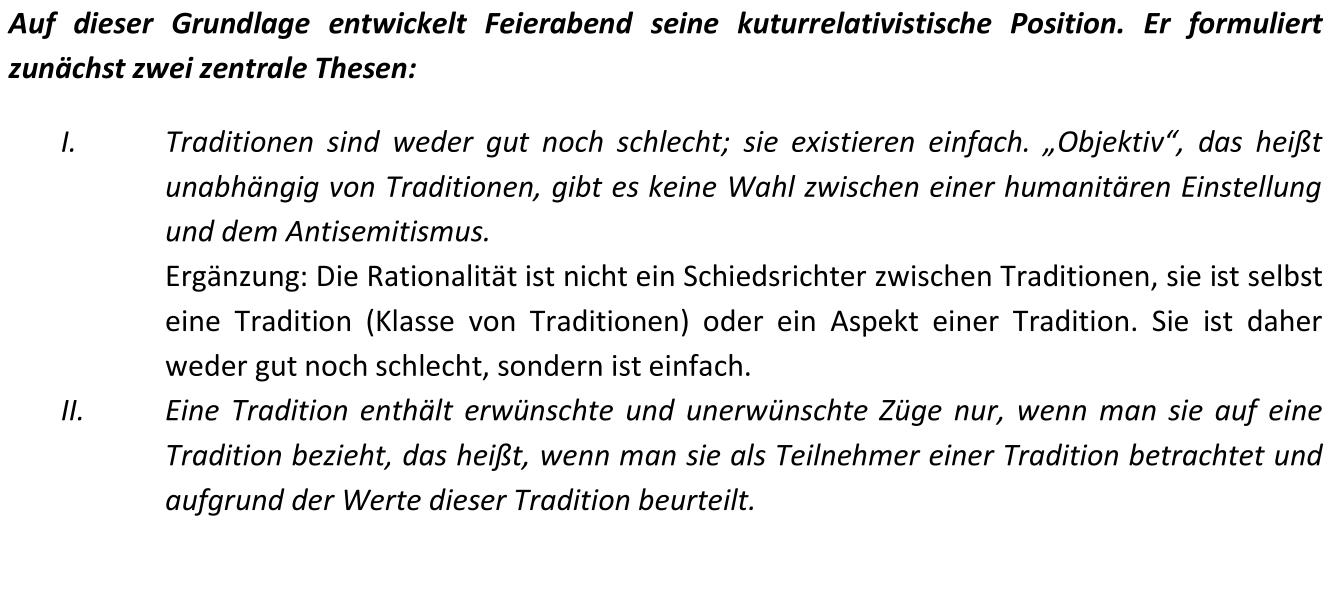 Auf dieser Grundlage entwickelt Feierabend seine kuturrelativistische Position. Er formuliert
zunächst zwei zentrale Thesen:
I. Traditionen sind weder gut noch schlecht; sie existieren einfach. „Objektiv“, das heißt
unabhängig von Traditionen, gibt es keine Wahl zwischen einer humanitären Einstellung
und dem Antisemitismus.
Ergänzung: Die Rationalität ist nicht ein Schiedsrichter zwischen Traditionen, sie ist selbst
eine Tradition (Klasse von Traditionen) oder ein Aspekt einer Tradition. Sie ist daher
weder gut noch schlecht, sondern ist einfach.
II. Eine Tradition enthält erwünschte und unerwünschte Züge nur, wenn man sie auf eine
Tradition bezieht, das heißt, wenn man sie als Teilnehmer einer Tradition betrachtet und
aufgrund der Werte dieser Tradition beurteilt.